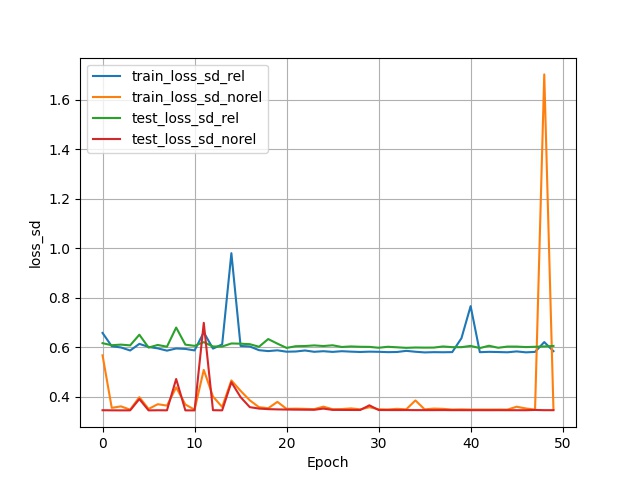 train_loss_sd_rel
train_loss_sd_norel
test_loss_sd_rel
test_loss_sd_norel
1.6
1.4
1.2
1.0
0.8
0.6
0.4
loss_sd
0 10 20 30 40 50
Epoch